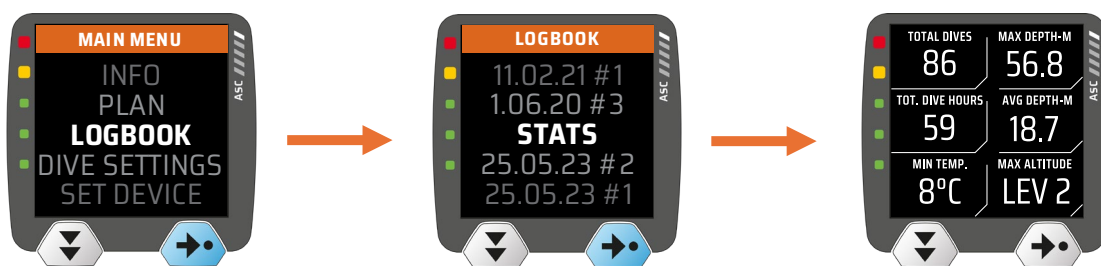 MAIN MENU
INFO
PLAN
LOGBOOK
DIVE SETTINGS
SET DEVICE
ASC
LOGBOOK
11.02.21 #1
1.06.20 #3
STATS
25.05.23 #2
25.05.23 #1
ASC
TOTAL DIVES MAX DEPTH-M
86 56.8
TOT. DIVE HOURS AVG DEPTH-M
59 18.7
MIN TEMP. MAX ALTITUDE
8°C LEV 2
ASC